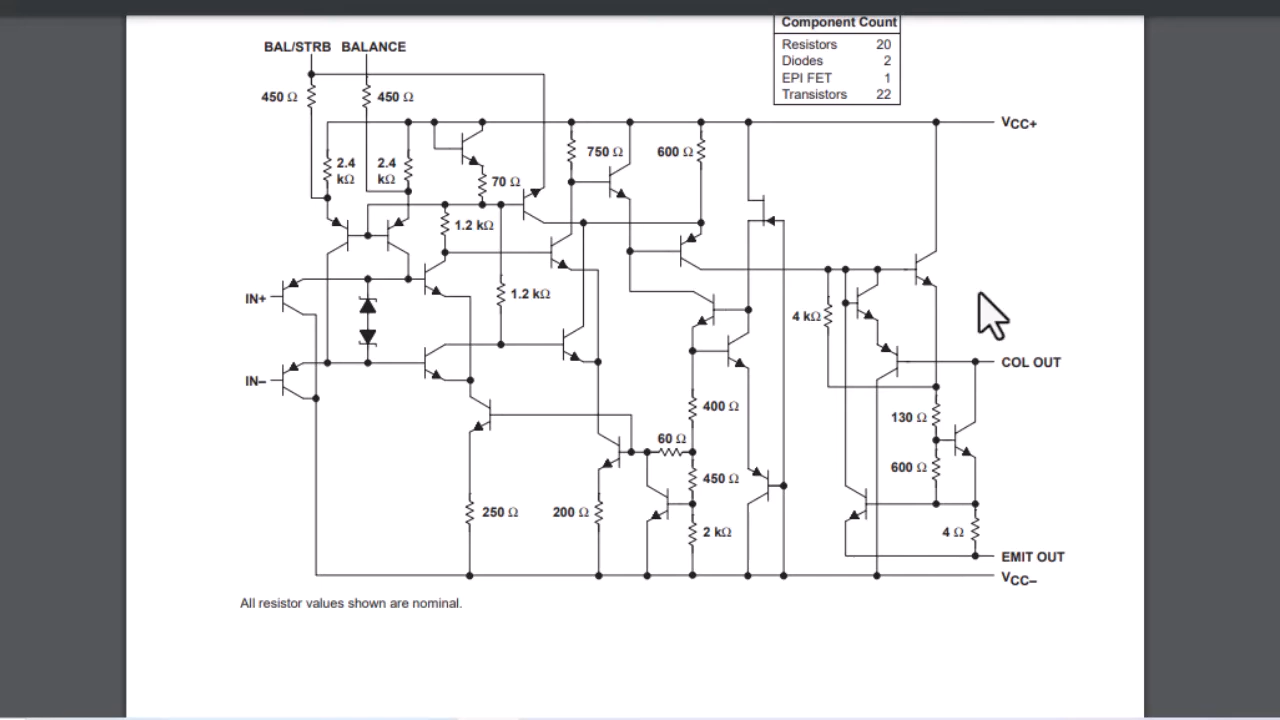 Component Count
Resistors 20
Diodes 2
EPI FET 1
Transistors 22
BAL/STRB BALANCE
450 Ω 450 Ω
VCC+
750 Ω 600 Ω
2.4 kΩ
2.4 kΩ
70 Ω
1.2 kΩ
IN+
1.2 kΩ
4 kΩ
COL OUT
IN–
400 Ω
130 Ω
60 Ω
600 Ω
450 Ω
250 Ω 200 Ω
2 kΩ 4 Ω
EMIT OUT
VCC–
All resistor values shown are nominal.